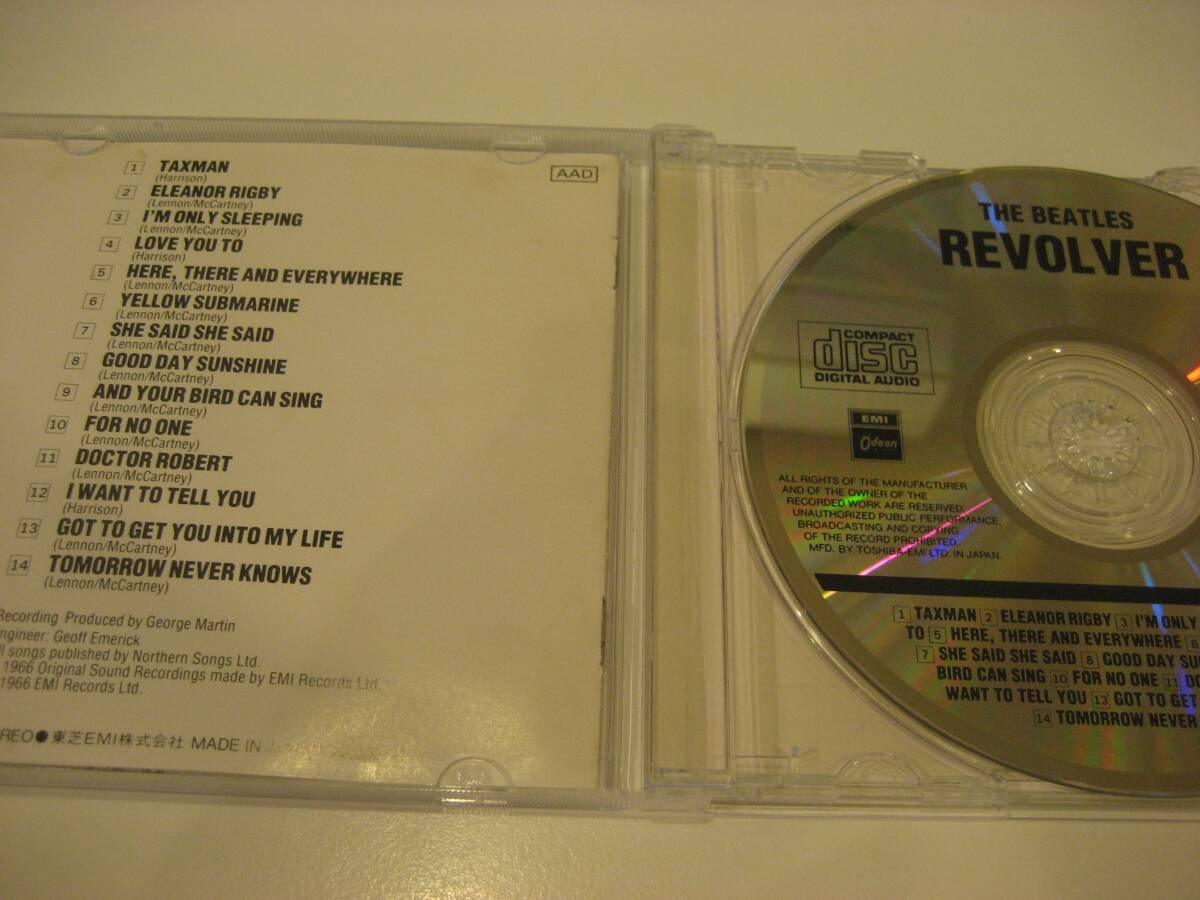 AAD
1 TAXMAN
(Harrison)
2 ELEANOR RIGBY
(Lennon/McCartney)
3 I'M ONLY SLEEPING
(Lennon/McCartney)
4 LOVE YOU TO
(Harrison)
5 HERE, THERE AND EVERYWHERE
(Lennon/McCartney)
6 YELLOW SUBMARINE
(Lennon/McCartney)
7 SHE SAID SHE SAID
(Lennon/McCartney)
8 GOOD DAY SUNSHINE
(Lennon/McCartney)
9 AND YOUR BIRD CAN SING
(Lennon/McCartney)
10 FOR NO ONE
(Lennon/McCartney)
11 DOCTOR ROBERT
(Lennon/McCartney)
12 I WANT TO TELL YOU
(Harrison)
13 GOT TO GET YOU INTO MY LIFE
(Lennon/McCartney)
14 TOMORROW NEVER KNOWS
(Lennon/McCartney)
Recording Produced by George Martin
ngineer: Geoff Emerick
ll songs published by Northern Songs Ltd.
1966 Original Sound Recordings made by EMI Records Ltd.
1966 EMI Records Ltd.
REO●東芝EMI株式会社 MADE IN
THE BEATLES
REVOLVER
COMPACT
disc
DIGITAL AUDIO
EMI
Odeon
ALL RIGHTS OF THE MANUFACTURER
AND OF THE OWNER OF THE
RECORDED WORK ARE RESERVED.
UNAUTHORIZED PUBLIC PERFORMANCE,
BROADCASTING AND COPYING
OF THE RECORD PROHIBITED.
MFD. BY TOSHIBA-EMI LTD. IN JAPAN.
1 TAXMAN 2 ELEANOR RIGBY 3 I'M ONLY
TO 5 HERE, THERE AND EVERYWHERE 6
7 SHE SAID SHE SAID 8 GOOD DAY SU
BIRD CAN SING 10 FOR NO ONE 11 DO
WANT TO TELL YOU 13 GOT TO GET
14 TOMORROW NEVER